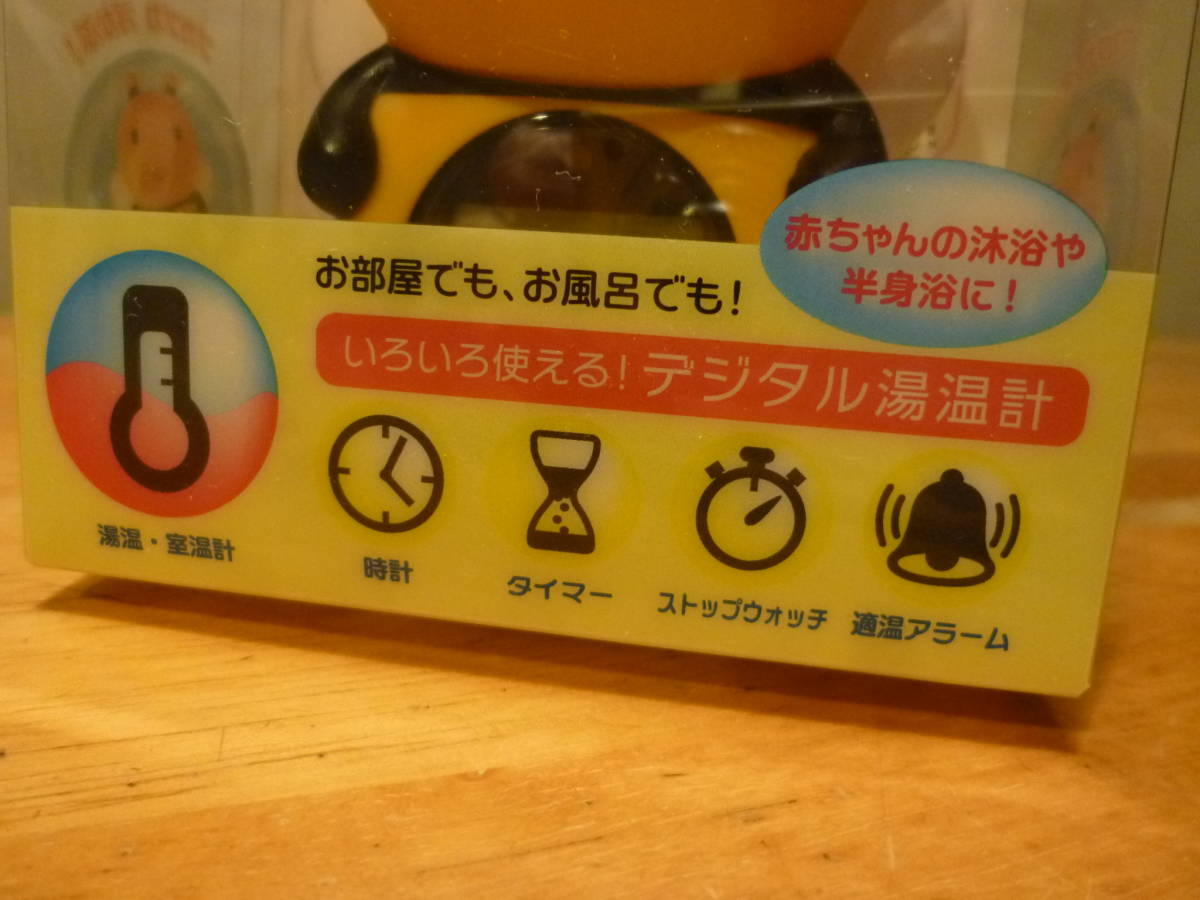 赤ちゃんの沐浴や
半身浴に！
お部屋でも、お風呂でも！
いろいろ使える！デジタル湯温計
湯温・室温計
時計
タイマー
ストップウォッチ
適温アラーム